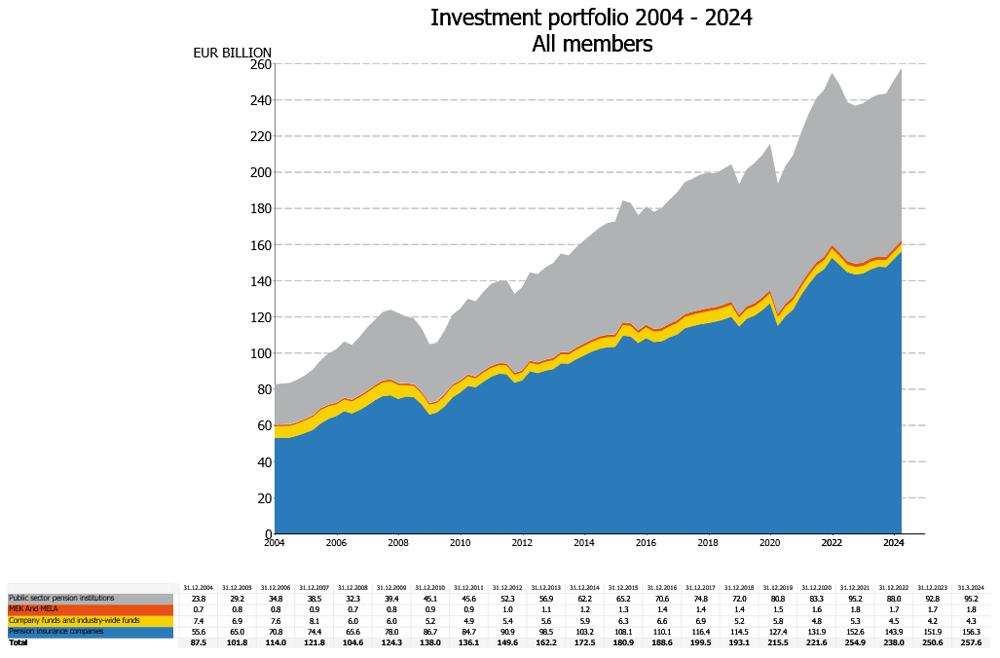 Investment portfolio 2004 - 2024
All members
EUR BILLION
260
240
220
200
180
160
140
120
100
80
60
40
20
0
2004 2006 2008 2010 2012 2014 2016 2018 2020 2022 2024
31.12.2004 31.12.2005 31.12.2006 31.12.2007 31.12.2008 31.12.2009 31.12.2010 31.12.2011 31.12.2012 31.12.2013 31.12.2014 31.12.2015 31.12.2016 31.12.2017 31.12.2018 31.12.2019 31.12.2020 31.12.2021 31.12.2022 31.12.2023 31.3.2024
Public sector pension institutions 23.8 29.2 34.8 38.5 32.3 39.4 45.1 45.6 52.3 56.9 62.2 65.2 70.6 74.8 72.0 80.8 83.3 95.2 88.0 92.8 95.2
MEK And MELA 0.7 0.8 0.8 0.9 0.7 0.8 0.9 0.9 1.0 1.1 1.2 1.3 1.4 1.4 1.4 1.5 1.6 1.8 1.7 1.7 1.8
Company funds and industry-wide funds 7.4 6.9 7.6 8.1 6.0 6.0 5.2 4.9 5.4 5.6 5.9 6.3 6.6 6.9 5.2 5.8 4.8 5.3 4.5 4.2 4.3
Pension insurance companies 55.6 65.0 70.8 74.4 65.6 78.0 86.7 84.7 90.9 98.5 103.2 108.1 110.1 116.4 114.5 127.4 131.9 152.6 143.9 151.9 156.3
Total 87.5 101.8 114.0 121.8 104.6 124.3 138.0 136.1 149.6 162.2 172.5 180.9 188.6 199.5 193.1 215.5 221.6 254.9 238.0 250.6 257.6